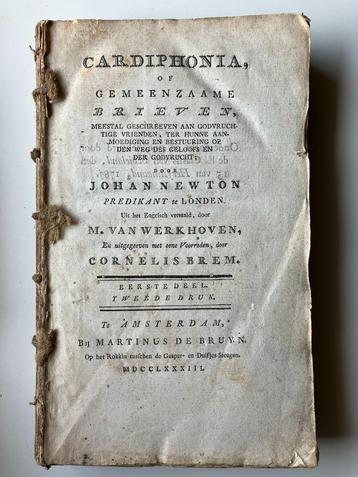 CARDIPHONIA,
OF
GEMEENZAAME
BRIEVEN,
MEESTAL GESCHREEVEN AAN GODVRUCH-
TIGE VRIENDEN, TER HUNNE AAN-
MOEDIGING EN BESTUURING OP
DEN WEG DES GELOOFS EN
DER GODVRUCHT:
DOOR
JOHAN NEWTON
PREDIKANT te LONDEN.
Uit het Engelsch vertaald, door
M. VAN WERKHOVEN,
En uitgegeven met eene Voorreden, door
CORNELIS BREM.
EERSTE DEEL.
TWEEDE DRUK.
Te AMSTERDAM,
Bij MARTINUS DE BRUYN.
Op het Rokkin tusschen de Gaaper- en Duifjes Steegen.
MDCCLXXXIII.